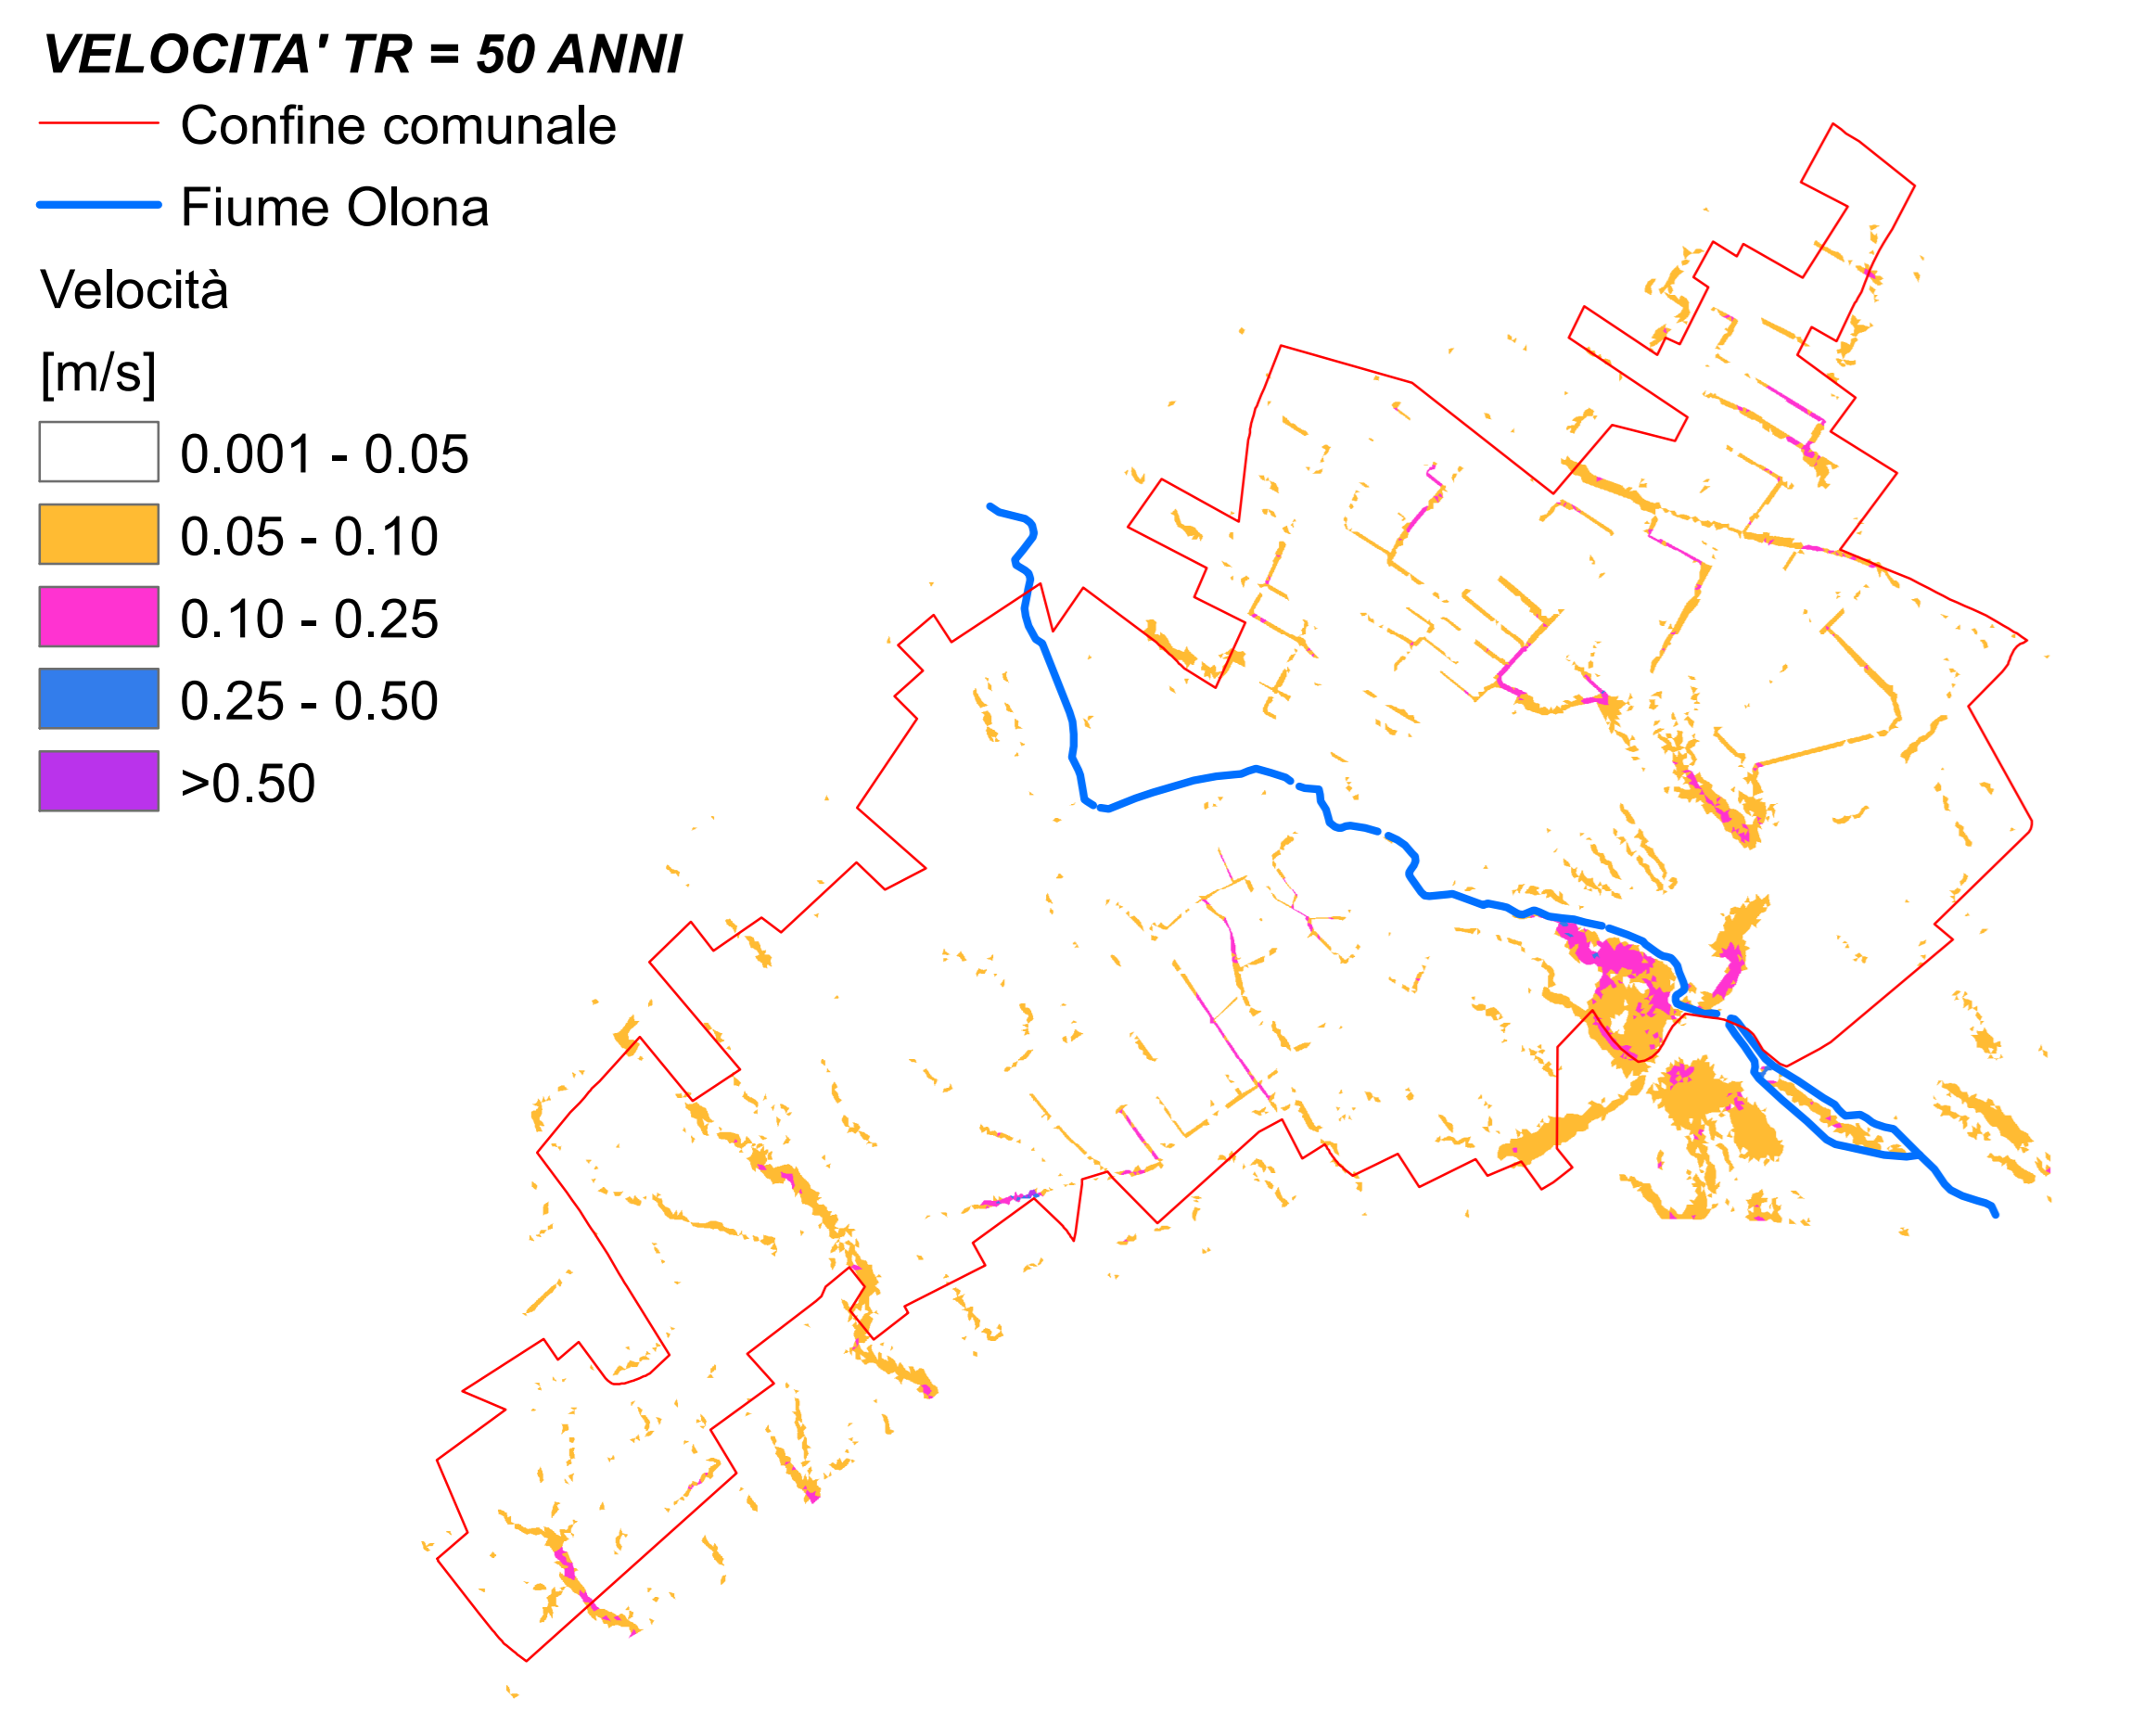 VELOCITA' TR = 50 ANNI
Confine comunale
Fiume Olona
Velocità
[m/s]
0.001 - 0.05
0.05 - 0.10
0.10 - 0.25
0.25 - 0.50
>0.50